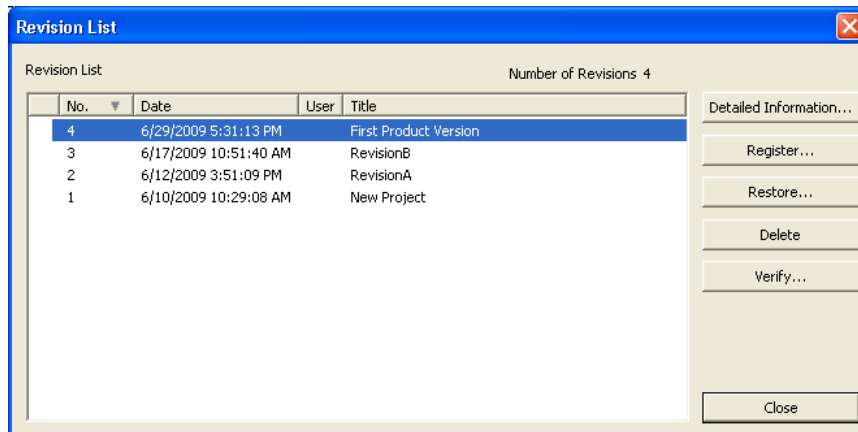 Revision List
Revision List
Number of Revisions 4
No. Date User Title
4 6/29/2009 5:31:13 PM First Product Version
3 6/17/2009 10:51:40 AM RevisionB
2 6/12/2009 3:51:09 PM RevisionA
1 6/10/2009 10:29:08 AM New Project
Detailed Information...
Register...
Restore...
Delete
Verify...
Close